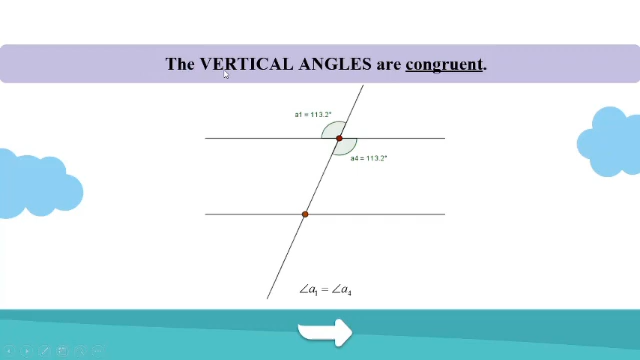 The VERTICAL ANGLES are congruent.
a1 = 113.2°
a4 = 113.2°
∠a₁ = ∠a₄